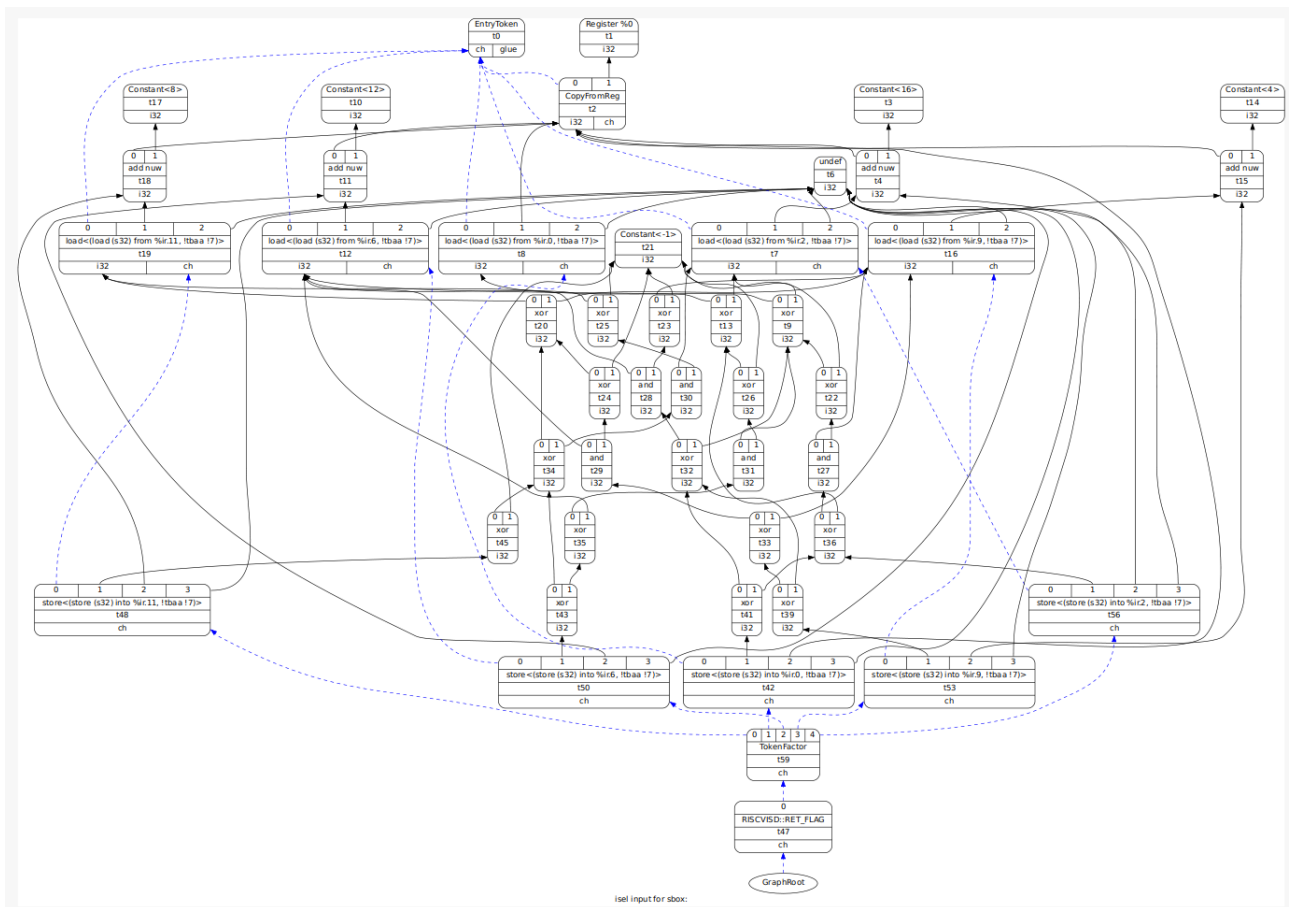 EntryToken
t0
ch glue
Register %0
t1
i32
0 1
CopyFromReg
t2
i32 ch
Constant<8>
t17
i32
Constant<12>
t10
i32
Constant<16>
t3
i32
Constant<4>
t14
i32
0 1
add nuw
t18
i32
0 1
add nuw
t11
i32
undef
t6
i32
0 1
add nuw
t4
i32
0 1
add nuw
t15
i32
0 1 2
load<(load (s32) from %ir.11, !tbaa !7)>
t19
i32 ch
0 1 2
load<(load (s32) from %ir.6, !tbaa !7)>
t12
i32 ch
0 1 2
load<(load (s32) from %ir.0, !tbaa !7)>
t8
i32 ch
Constant<-1>
t21
i32
0 1 2
load<(load (s32) from %ir.2, !tbaa !7)>
t7
i32 ch
0 1 2
load<(load (s32) from %ir.9, !tbaa !7)>
t16
i32 ch
0 1
xor
t20
i32
0 1
xor
t25
i32
0 1
xor
t23
i32
0 1
xor
t13
i32
0 1
xor
t9
i32
0 1
xor
t24
i32
0 1
and
t28
i32
0 1
and
t30
i32
0 1
xor
t26
i32
0 1
xor
t22
i32
0 1
xor
t34
i32
0 1
and
t29
i32
0 1
xor
t32
i32
0 1
and
t31
i32
0 1
and
t27
i32
0 1
xor
t45
i32
0 1
xor
t35
i32
0 1
xor
t33
i32
0 1
xor
t36
i32
0 1 2 3
store<(store (s32) into %ir.11, !tbaa !7)>
t48
ch
0 1
xor
t43
i32
0 1
xor
t41
i32
0 1
xor
t39
i32
0 1 2 3
store<(store (s32) into %ir.2, !tbaa !7)>
t56
ch
0 1 2 3
store<(store (s32) into %ir.6, !tbaa !7)>
t50
ch
0 1 2 3
store<(store (s32) into %ir.0, !tbaa !7)>
t42
ch
0 1 2 3
store<(store (s32) into %ir.9, !tbaa !7)>
t53
ch
0 1 2 3 4
TokenFactor
t59
ch
0
RISCVISD::RET_FLAG
t47
ch
GraphRoot
isel input for sbox: